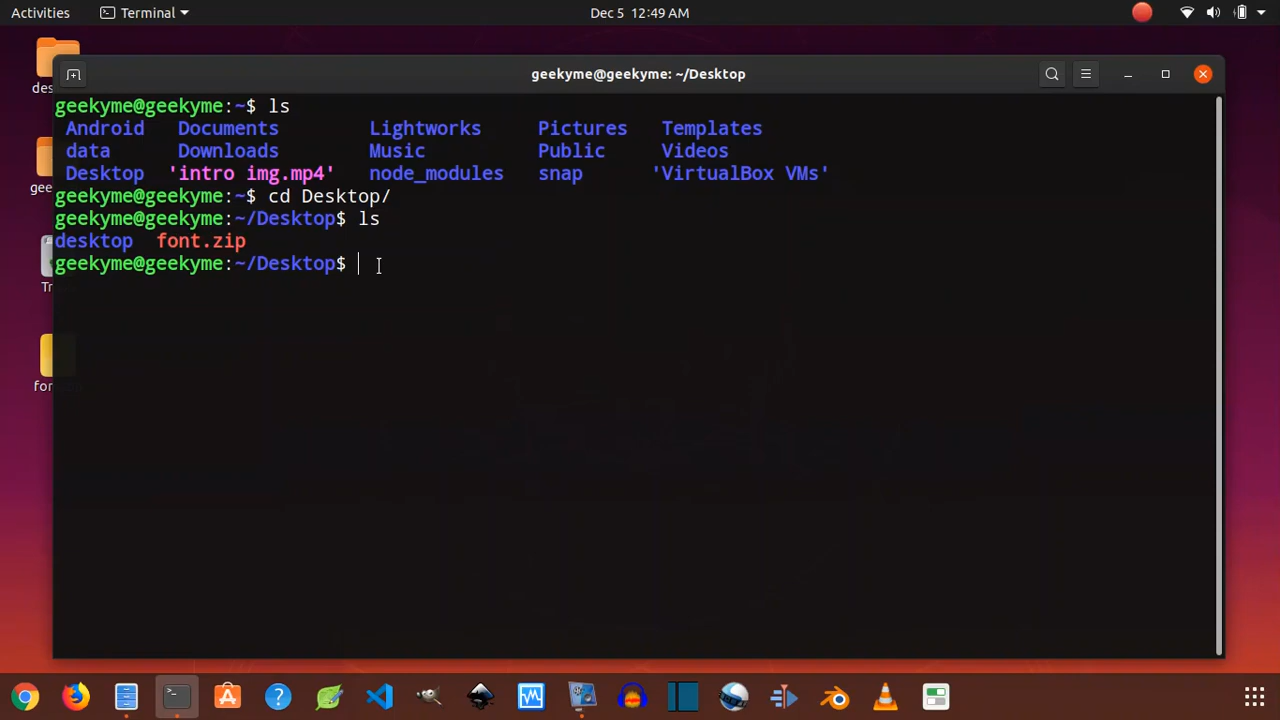 Activities Terminal Dec 5 12:49 AM
geekyme@geekyme: ~/Desktop
geekyme@geekyme:~$ ls
Android Documents Lightworks Pictures Templates
data Downloads Music Public Videos
Desktop 'intro img.mp4' node_modules snap 'VirtualBox VMs'
geekyme@geekyme:~$ cd Desktop/
geekyme@geekyme:~/Desktop$ ls
desktop font.zip
geekyme@geekyme:~/Desktop$